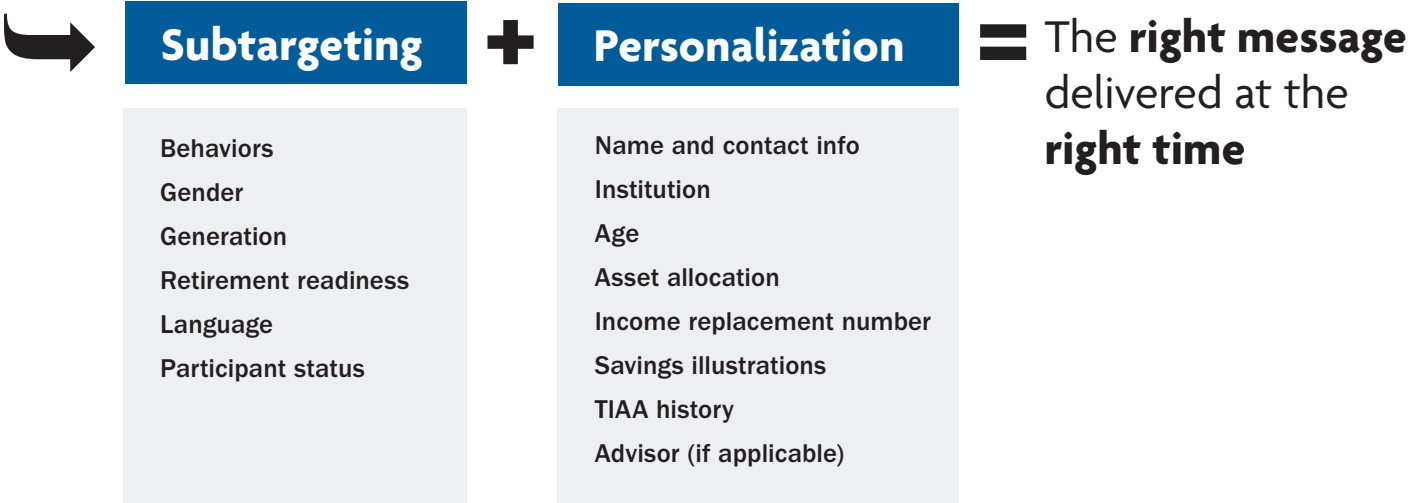 Subtargeting
Behaviors
Gender
Generation
Retirement readiness
Language
Participant status
+
Personalization
Name and contact info
Institution
Age
Asset allocation
Income replacement number
Savings illustrations
TIAA history
Advisor (if applicable)
=
The right message
delivered at the
right time